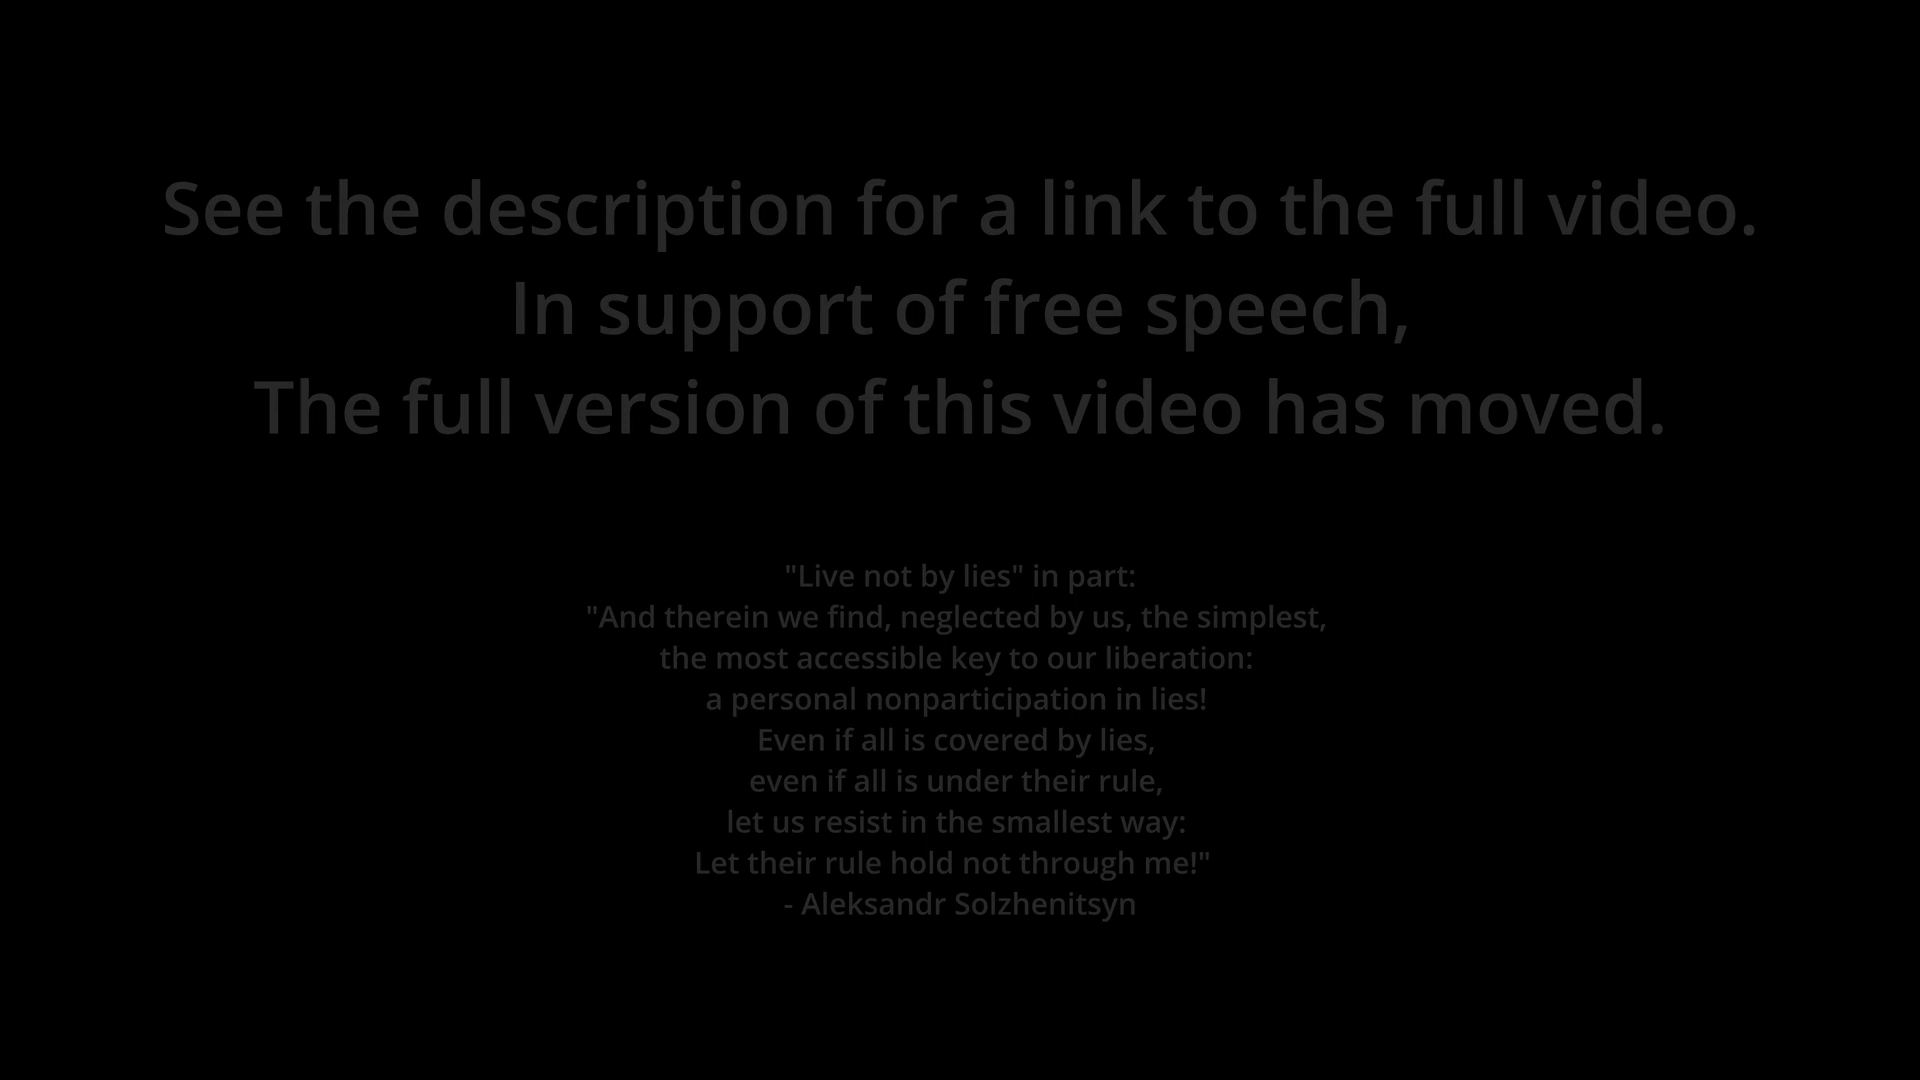 See the description for a link to the full video.
In support of free speech,
The full version of this video has moved.
"Live not by lies" in part:
"And therein we find, neglected by us, the simplest,
the most accessible key to our liberation:
a personal nonparticipation in lies!
Even if all is covered by lies,
even if all is under their rule,
let us resist in the smallest way:
Let their rule hold not through me!"
- Aleksandr Solzhenitsyn